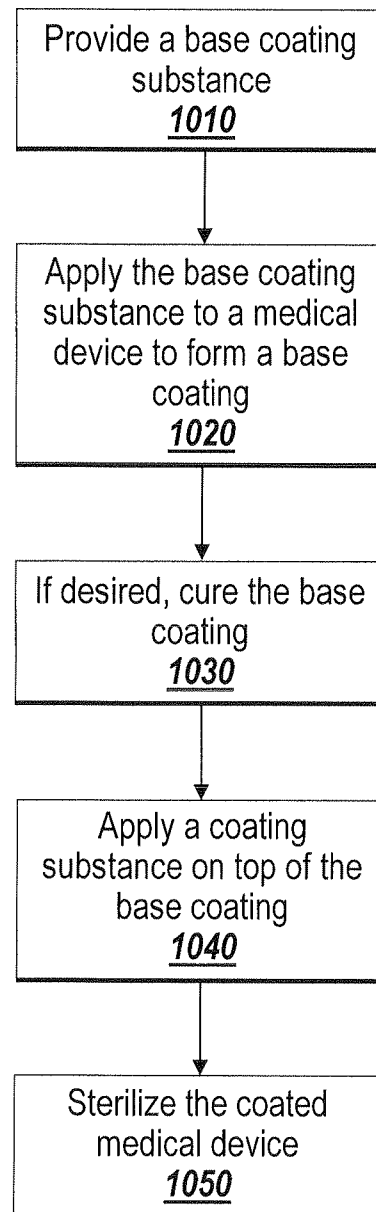 Provide a base coating
substance
1010
Apply the base coating
substance to a medical
device to form a base
coating
1020
If desired, cure the base
coating
1030
Apply a coating
substance on top of the
base coating
1040
Sterilize the coated
medical device
1050